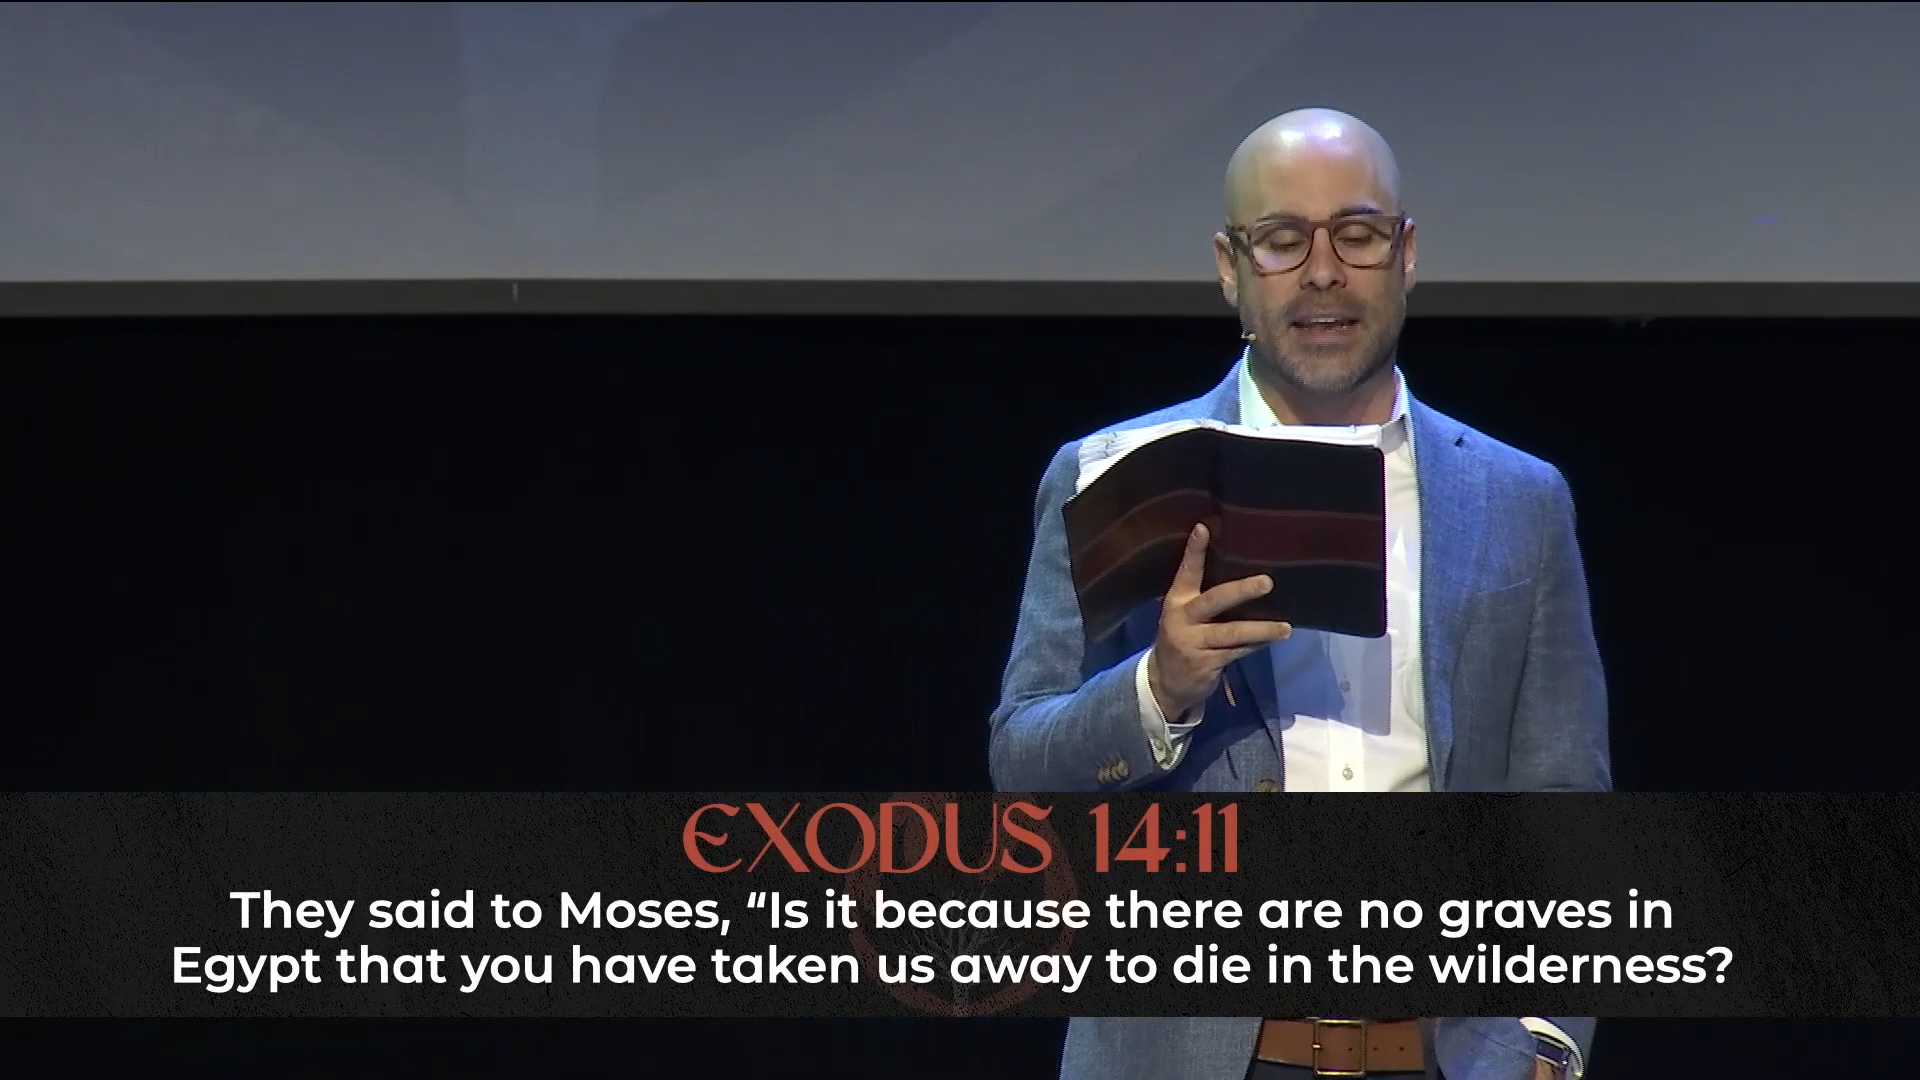 EXODUS 14:11
They said to Moses, “Is it because there are no graves in
Egypt that you have taken us away to die in the wilderness?